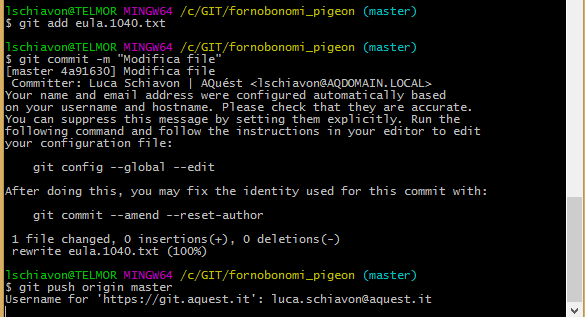 lschiavon@TELMOR MINGW64 /c/GIT/fornobonomi_pigeon (master)
$ git add eula.1040.txt
lschiavon@TELMOR MINGW64 /c/GIT/fornobonomi_pigeon (master)
$ git commit -m "Modifica file"
[master 4a91630] Modifica file
Committer: Luca Schiavon | AQuést <lschiavon@AQDOMAIN.LOCAL>
Your name and email address were configured automatically based
on your username and hostname. Please check that they are accurate.
You can suppress this message by setting them explicitly. Run the
following command and follow the instructions in your editor to edit
your configuration file:
git config --global --edit
After doing this, you may fix the identity used for this commit with:
git commit --amend --reset-author
1 file changed, 0 insertions(+), 0 deletions(-)
rewrite eula.1040.txt (100%)
lschiavon@TELMOR MINGW64 /c/GIT/fornobonomi_pigeon (master)
$ git push origin master
Username for 'https://git.aquest.it': luca.schiavon@aquest.it